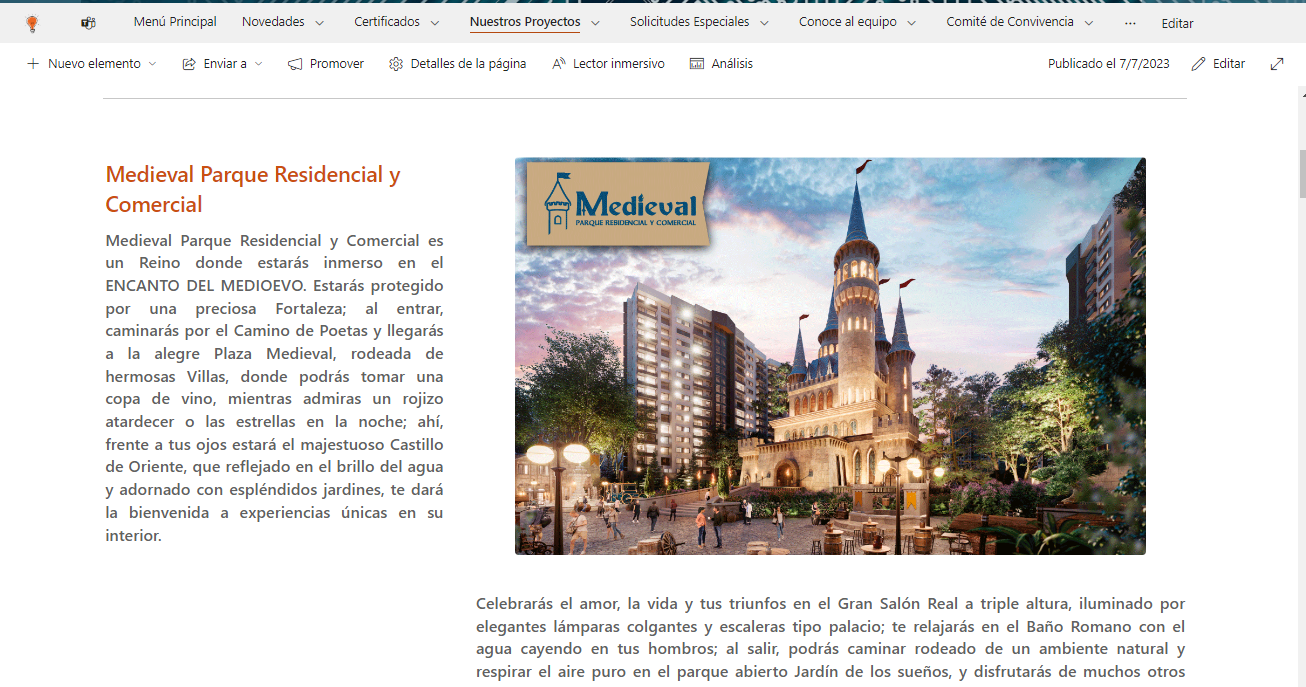 Menú Principal Novedades Certificados Nuestros Proyectos Solicitudes Especiales Conoce al equipo Comité de Convivencia ... Editar
Nuevo elemento Enviar a Promover Detalles de la página Lector inmersivo Análisis Publicado el 7/7/2023 Editar
Medieval Parque Residencial y
Comercial
Medieval Parque Residencial y Comercial es
un Reino donde estarás inmerso en el
ENCANTO DEL MEDIOEVO. Estarás protegido
por una preciosa Fortaleza; al entrar,
caminarás por el Camino de Poetas y llegarás
a la alegre Plaza Medieval, rodeada de
hermosas Villas, donde podrás tomar una
copa de vino, mientras admiras un rojizo
atardecer o las estrellas en la noche; ahí,
frente a tus ojos estará el majestuoso Castillo
de Oriente, que reflejado en el brillo del agua
y adornado con espléndidos jardines, te dará
la bienvenida a experiencias únicas en su
interior.
Medieval
PARQUE RESIDENCIAL Y COMERCIAL
Celebrarás el amor, la vida y tus triunfos en el Gran Salón Real a triple altura, iluminado por
elegantes lámparas colgantes y escaleras tipo palacio; te relajarás en el Baño Romano con el
agua cayendo en tus hombros; al salir, podrás caminar rodeado de un ambiente natural y
respirar el aire puro en el parque abierto Jardín de los sueños, y disfrutarás de muchos otros